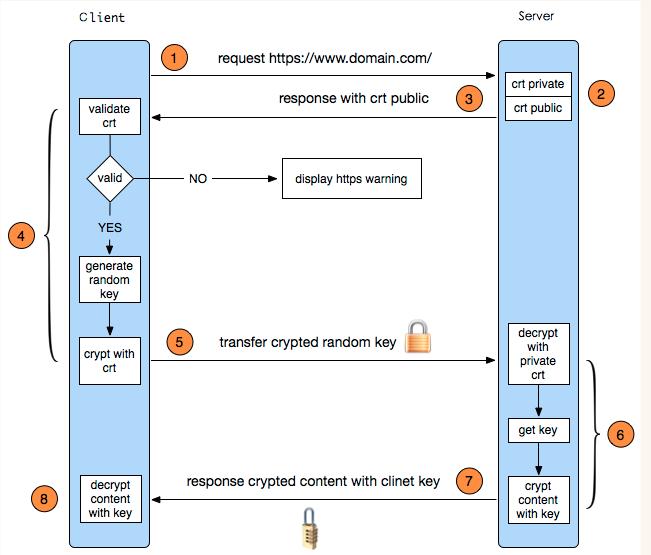 Client
Server
1
request https://www.domain.com/
crt private
crt public
2
response with crt public
3
validate
crt
valid
NO
display https warning
YES
4
generate
random
key
crypt with
crt
5
transfer crypted random key
decrypt
with
private
crt
get key
6
crypt
content
with key
response crypted content with clinet key
7
8
decrypt
content
with key